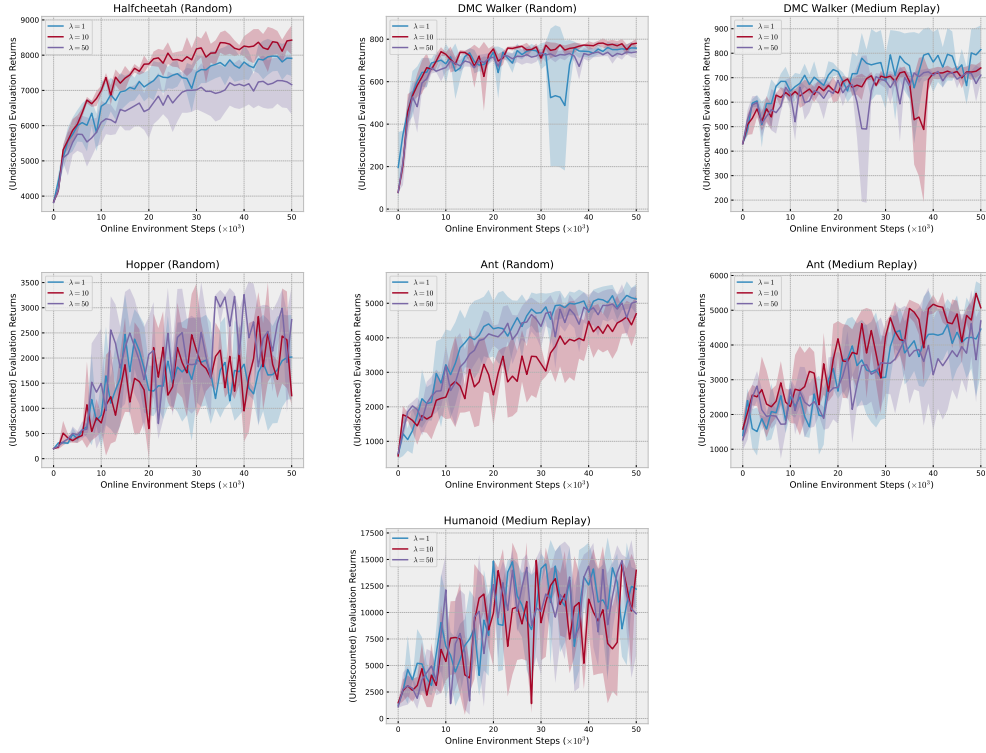 Halfcheetah (Random)
(Undiscounted) Evaluation Returns
9000
8000
7000
6000
5000
4000
λ = 1
λ = 10
λ = 50
0 10 20 30 40 50
Online Environment Steps (×10³)
DMC Walker (Random)
(Undiscounted) Evaluation Returns
800
600
400
200
0
λ = 1
λ = 10
λ = 50
0 10 20 30 40 50
Online Environment Steps (×10³)
DMC Walker (Medium Replay)
(Undiscounted) Evaluation Returns
900
800
700
600
500
400
300
200
λ = 1
λ = 10
λ = 50
0 10 20 30 40 50
Online Environment Steps (×10³)
Hopper (Random)
(Undiscounted) Evaluation Returns
3500
3000
2500
2000
1500
1000
500
0
λ = 1
λ = 10
λ = 50
0 10 20 30 40 50
Online Environment Steps (×10³)
Ant (Random)
(Undiscounted) Evaluation Returns
5000
4000
3000
2000
1000
λ = 1
λ = 10
λ = 50
0 10 20 30 40 50
Online Environment Steps (×10³)
Ant (Medium Replay)
(Undiscounted) Evaluation Returns
6000
5000
4000
3000
2000
1000
λ = 1
λ = 10
λ = 50
0 10 20 30 40 50
Online Environment Steps (×10³)
Humanoid (Medium Replay)
(Undiscounted) Evaluation Returns
17500
15000
12500
10000
7500
5000
2500
0
λ = 1
λ = 10
λ = 50
0 10 20 30 40 50
Online Environment Steps (×10³)